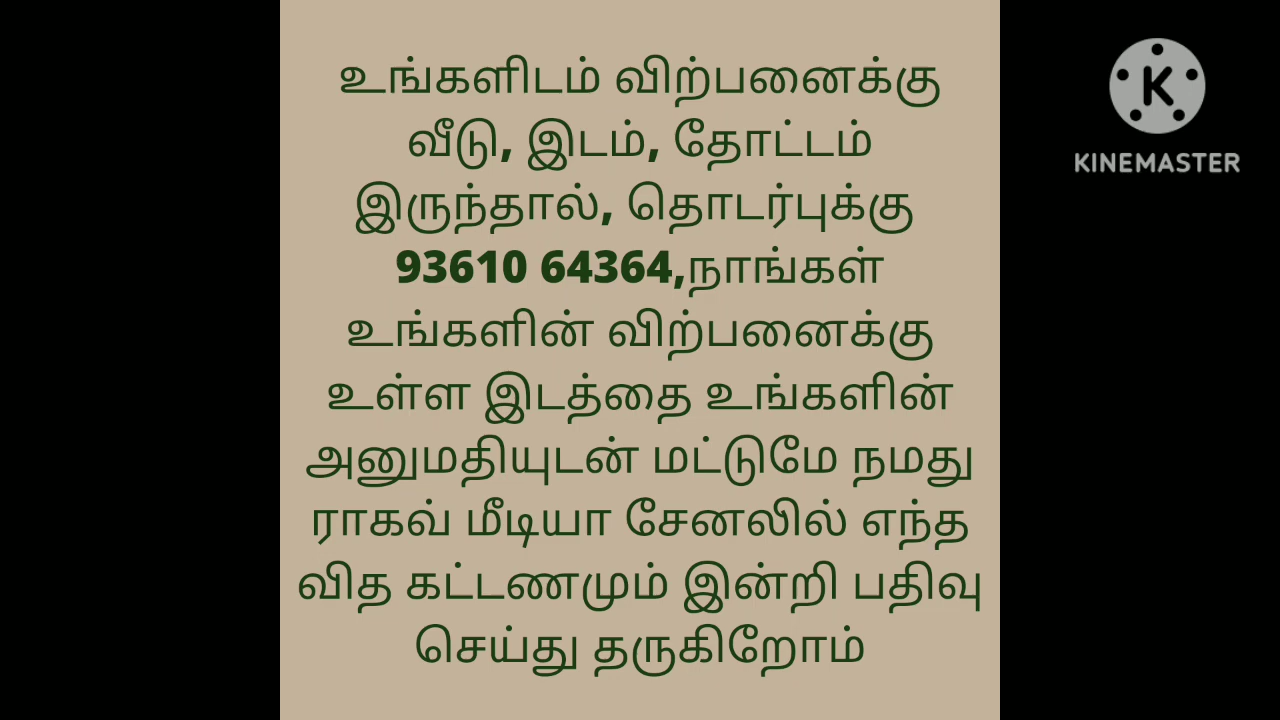 உங்களிடம் விற்பனைக்கு
வீடு, இடம், தோட்டம்
இருந்தால், தொடர்புக்கு
93610 64364,நாங்கள்
உங்களின் விற்பனைக்கு
உள்ள இடத்தை உங்களின்
அனுமதியுடன் மட்டுமே நமது
ராகவ் மீடியா சேனலில் எந்த
வித கட்டணமும் இன்றி பதிவு
செய்து தருகிறோம்
K
KINEMASTER